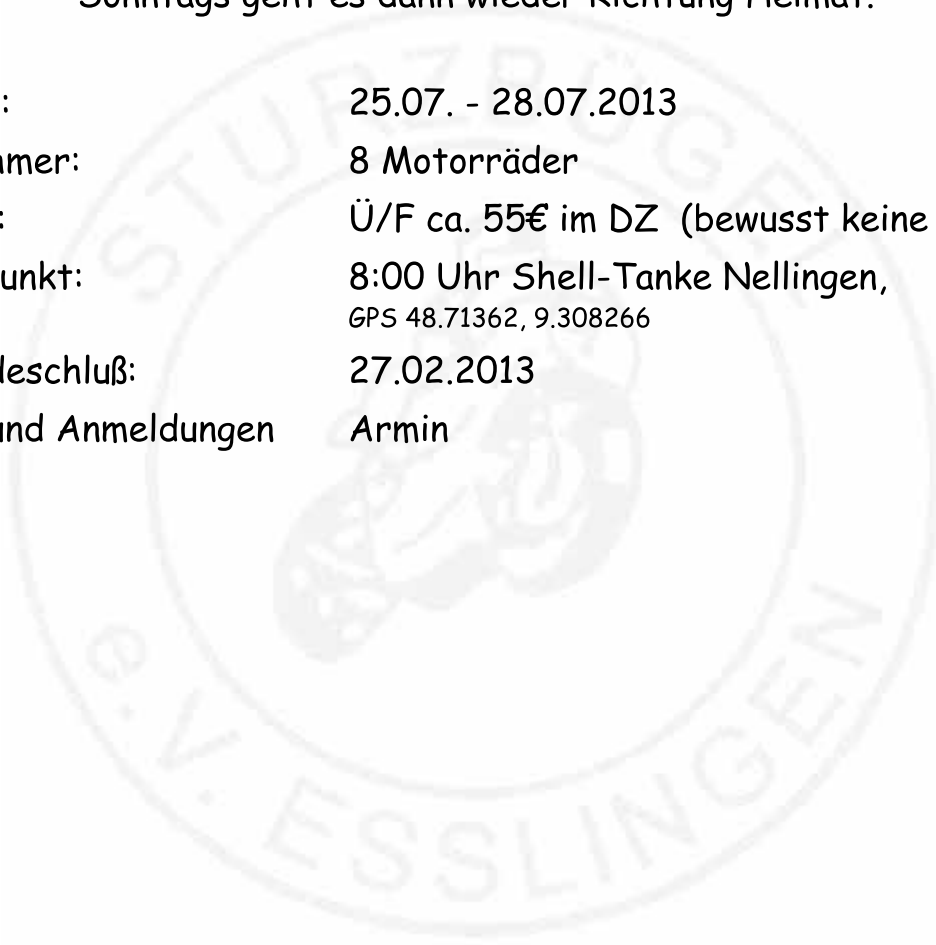 Sonntags geht es dann wieder Richtung Heimat.
: 25.07. - 28.07.2013
mer: 8 Motorräder
: Ü/F ca. 55€ im DZ (bewusst keine
unkt: 8:00 Uhr Shell-Tanke Nellingen,
GPS 48.71362, 9.308266
deschluß: 27.02.2013
und Anmeldungen Armin
STURZBÜGEL
e.V. ESSLINGEN